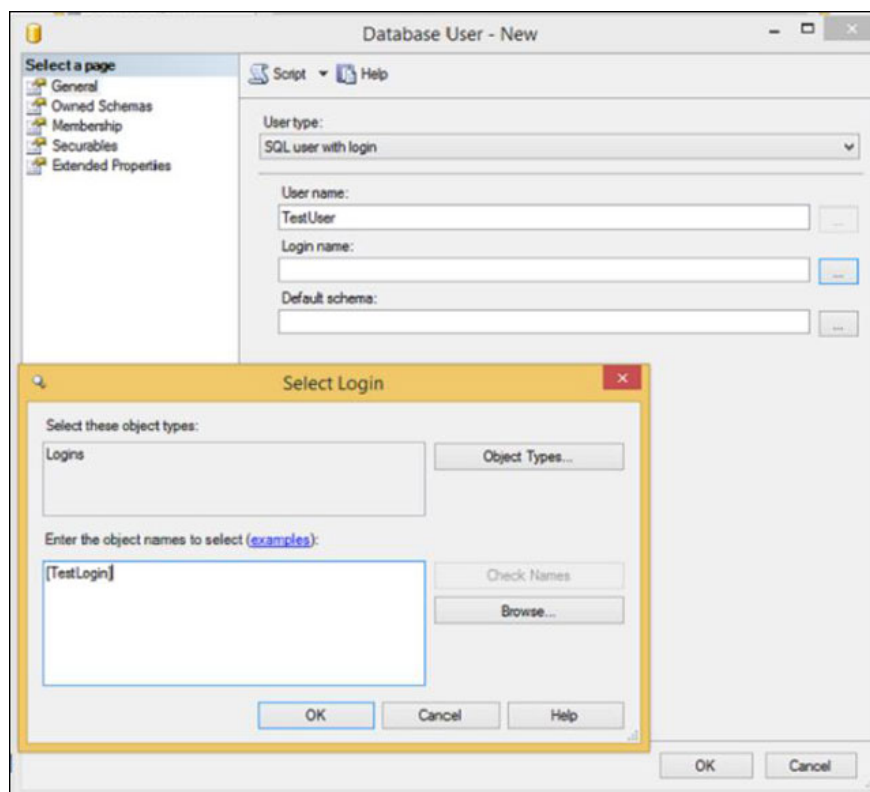 Database User - New
Select a page
General
Owned Schemas
Membership
Securables
Extended Properties
Script
Help
User type:
SQL user with login
User name:
TestUser
...
Login name:
...
Default schema:
...
Select Login
Select these object types:
Logins
Object Types...
Enter the object names to select (examples):
[TestLogin]
Check Names
Browse...
OK
Cancel
Help
OK
Cancel